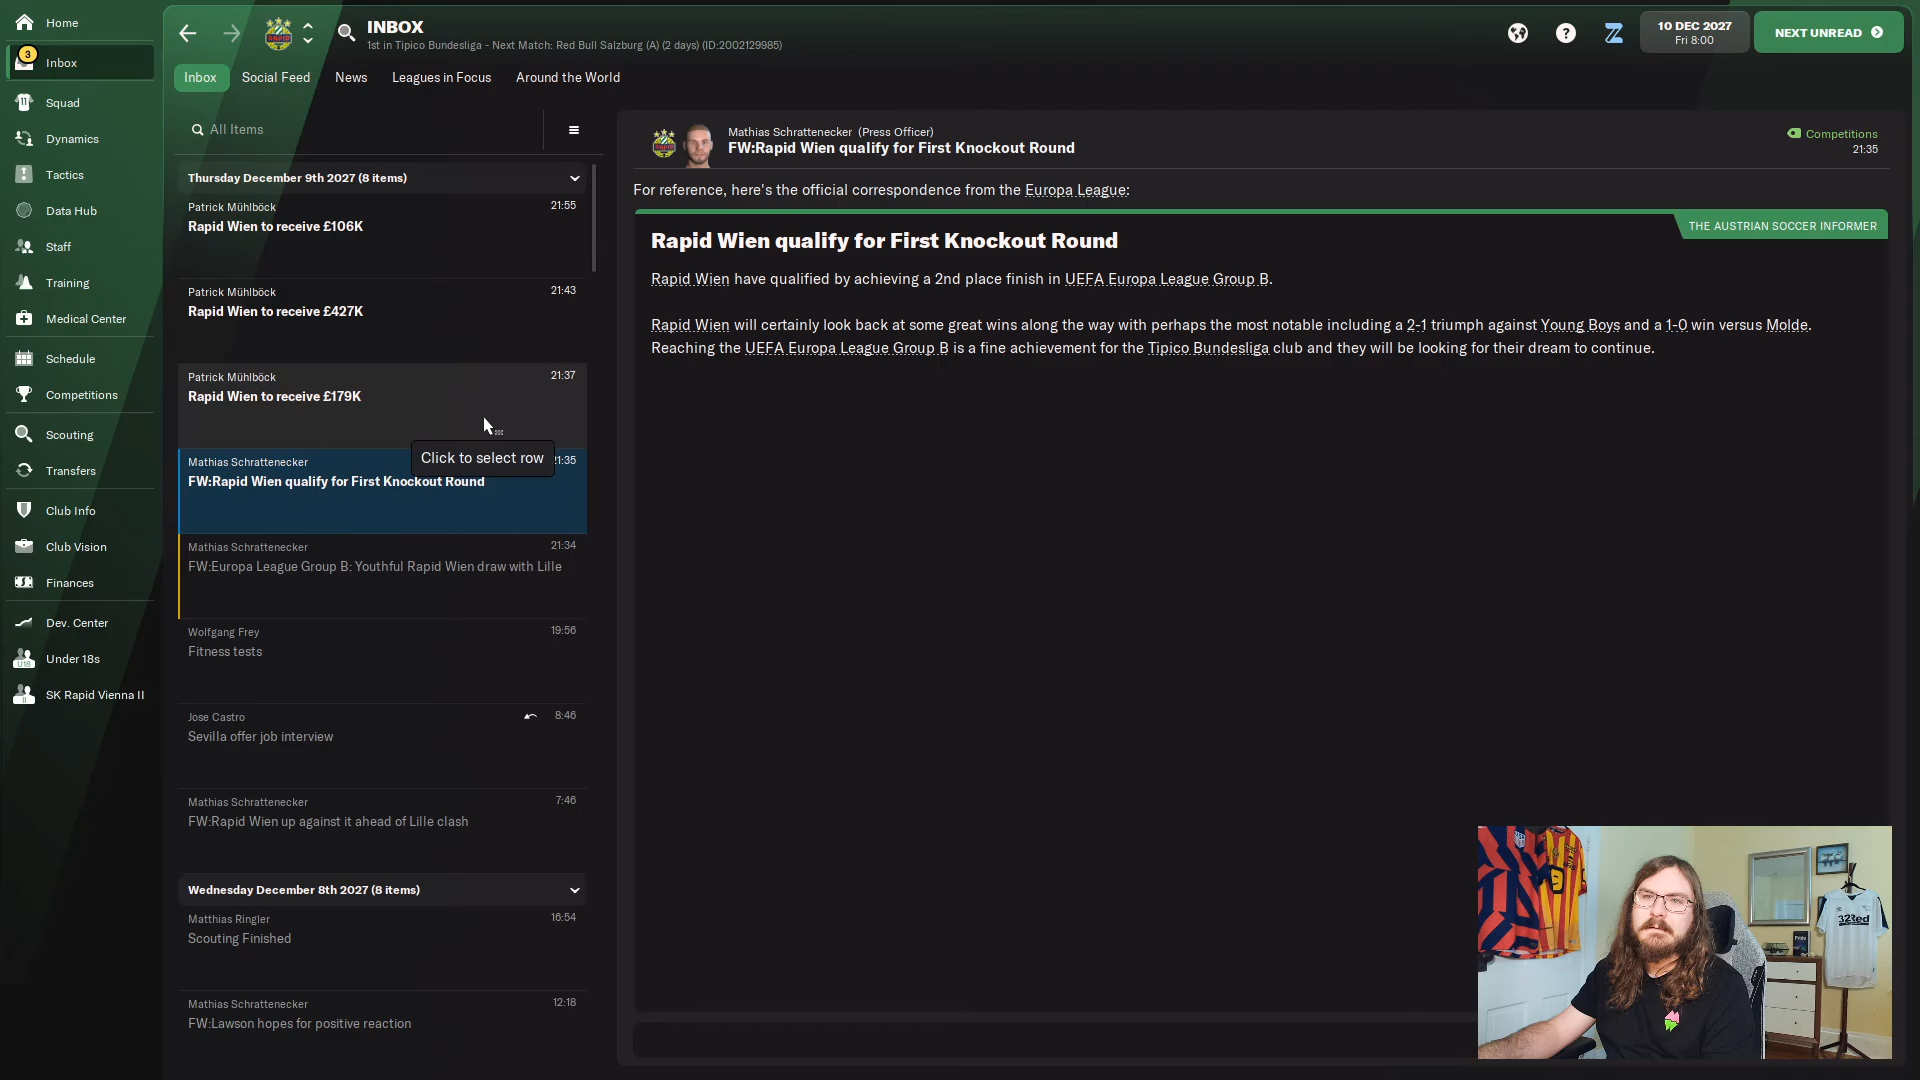 Home
3
Inbox
Squad
Dynamics
Tactics
Data Hub
Staff
Training
Medical Center
Schedule
Competitions
Scouting
Transfers
Club Info
Club Vision
Finances
Dev. Center
Under 18s
SK Rapid Vienna II
INBOX
1st in Tipico Bundesliga - Next Match: Red Bull Salzburg (A) (2 days) (ID:2002129985)
10 DEC 2027
Fri 8:00
NEXT UNREAD
Inbox
Social Feed
News
Leagues in Focus
Around the World
All Items
Thursday December 9th 2027 (8 items)
Patrick Mühlböck 21:55
Rapid Wien to receive £106K
Patrick Mühlböck 21:43
Rapid Wien to receive £427K
Patrick Mühlböck 21:37
Rapid Wien to receive £179K
Click to select row
Mathias Schrattenecker 21:35
FW:Rapid Wien qualify for First Knockout Round
Mathias Schrattenecker 21:34
FW:Europa League Group B: Youthful Rapid Wien draw with Lille
Wolfgang Frey 19:56
Fitness tests
Jose Castro 8:46
Sevilla offer job interview
Mathias Schrattenecker 7:46
FW:Rapid Wien up against it ahead of Lille clash
Wednesday December 8th 2027 (8 items)
Matthias Ringler 16:54
Scouting Finished
Mathias Schrattenecker 12:18
FW:Lawson hopes for positive reaction
Mathias Schrattenecker (Press Officer)
FW:Rapid Wien qualify for First Knockout Round
Competitions
21:35
For reference, here's the official correspondence from the Europa League:
THE AUSTRIAN SOCCER INFORMER
Rapid Wien qualify for First Knockout Round
Rapid Wien have qualified by achieving a 2nd place finish in UEFA Europa League Group B.
Rapid Wien will certainly look back at some great wins along the way with perhaps the most notable including a 2-1 triumph against Young Boys and a 1-0 win versus Molde.
Reaching the UEFA Europa League Group B is a fine achievement for the Tipico Bundesliga club and they will be looking for their dream to continue.
32Red
Pride